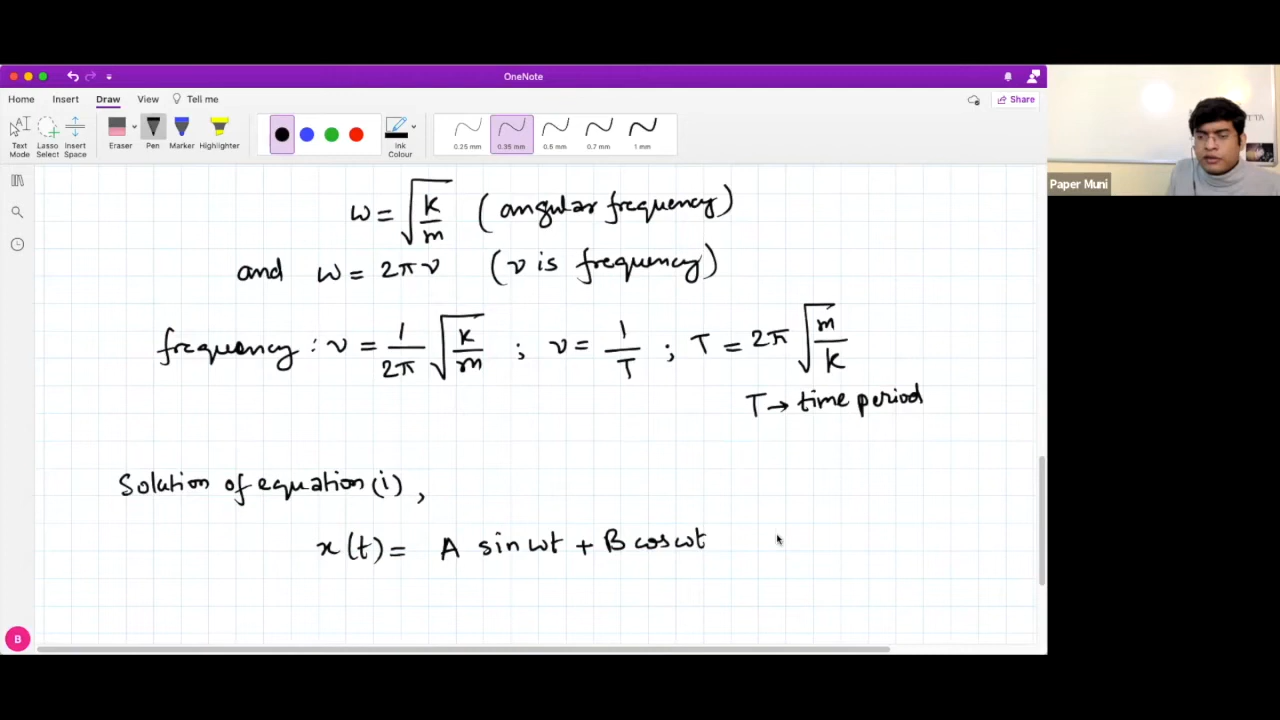 OneNote
Home Insert Draw View Tell me Share
Text Mode Lasso Select Insert Space Eraser Pen Marker Highlighter Ink Colour 0.25 mm 0.35 mm 0.5 mm 0.7 mm 1 mm
Paper Muni
ω = √(k/m) (angular frequency)
and ω = 2πν (ν is frequency)
frequency : ν = 1/2π √(k/m) ; ν = 1/T ; T = 2π √(m/k)
T → time period
Solution of equation (i) ,
x(t) = A sin ωt + B cos ωt
B